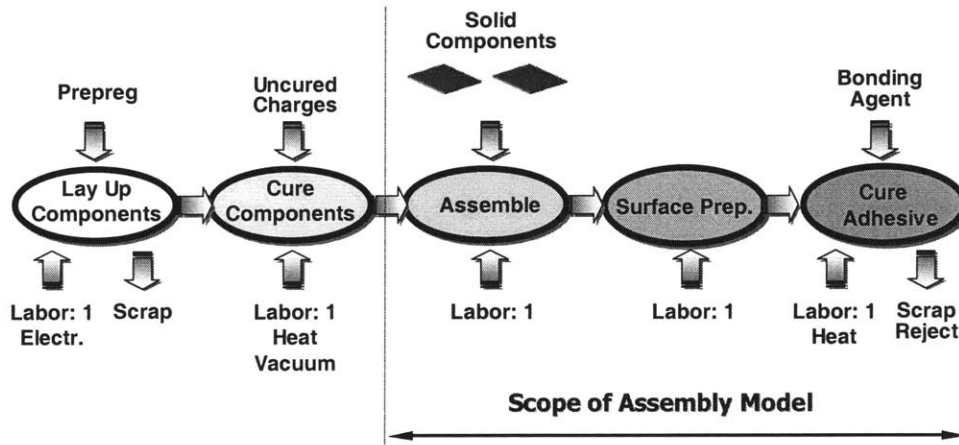 Solid
Components
Prepreg
Uncured
Charges
Bonding
Agent
Lay Up
Components
Cure
Components
Assemble
Surface Prep.
Cure
Adhesive
Labor: 1
Electr.
Scrap
Labor: 1
Heat
Vacuum
Labor: 1
Labor: 1
Labor: 1
Heat
Scrap
Reject
Scope of Assembly Model